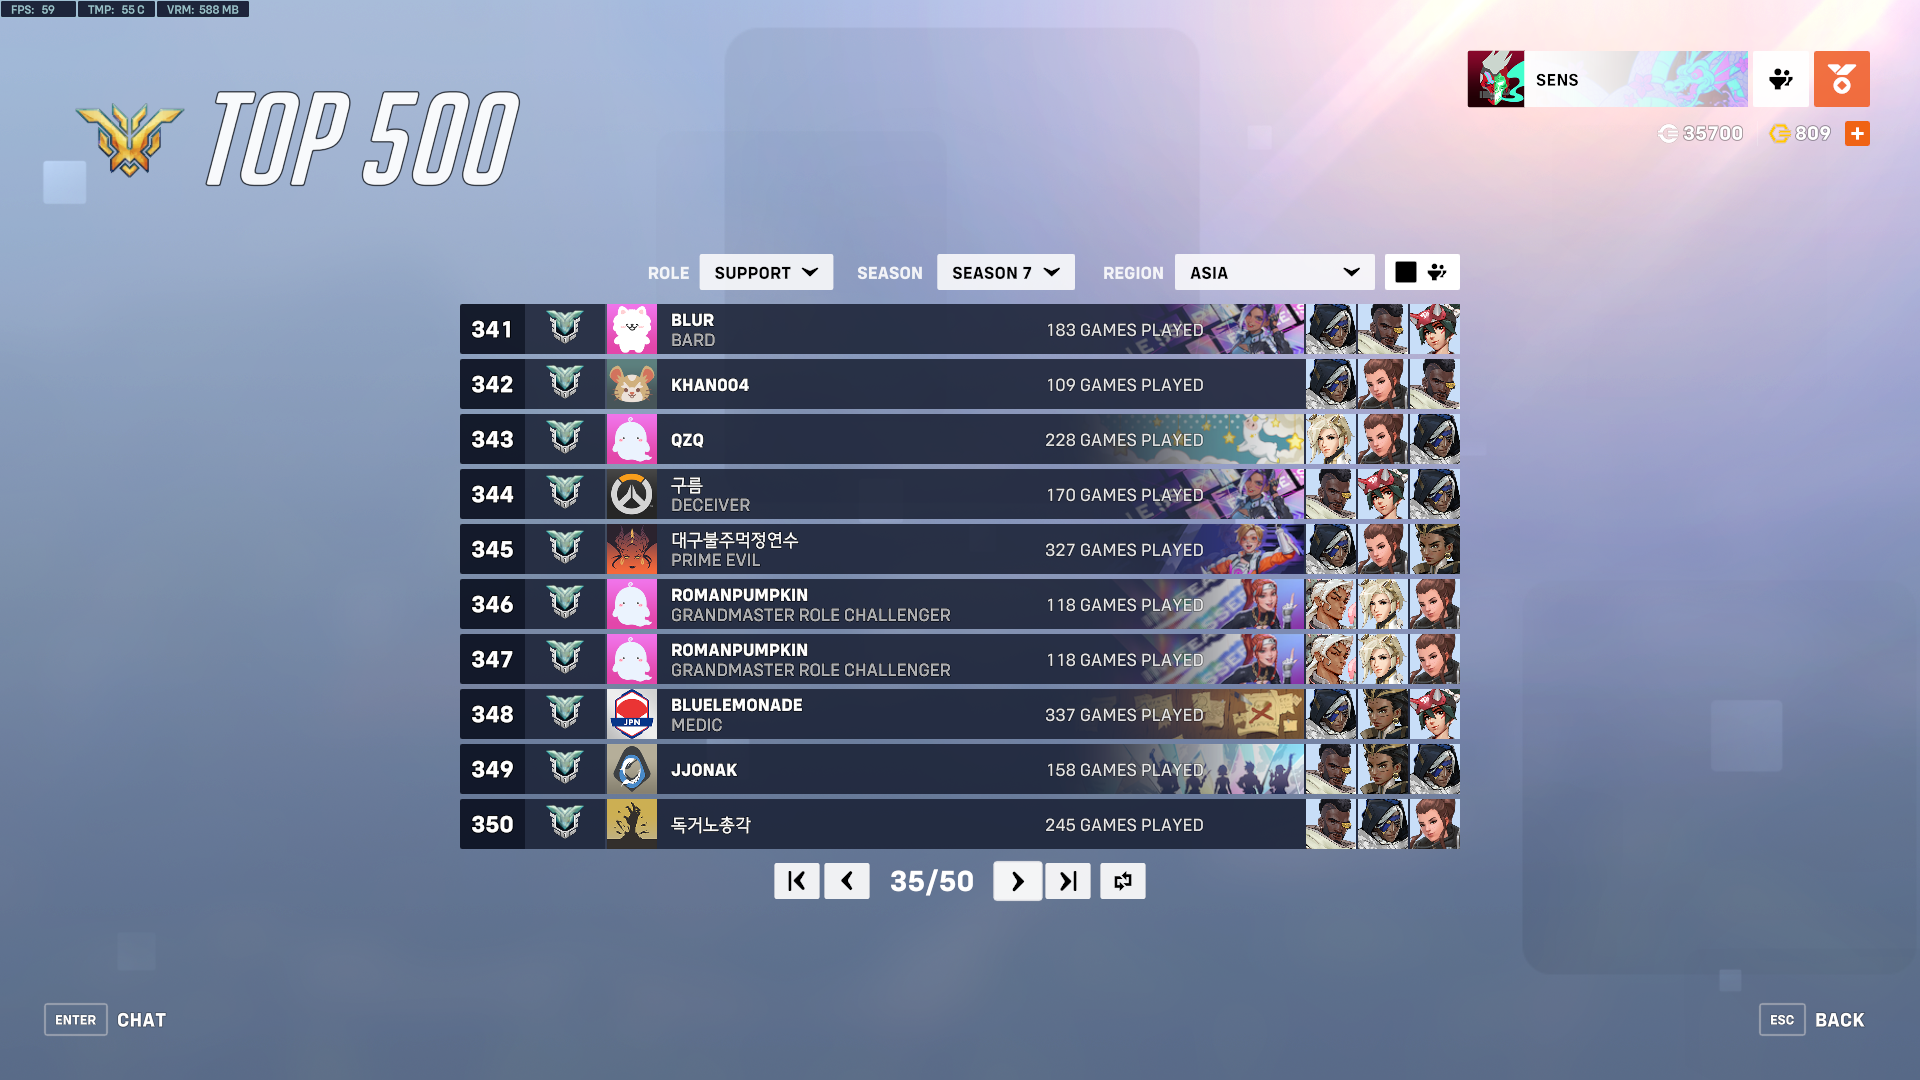 FPS: 59 TMP: 55 C VRM: 588 MB
TOP 500
SENS
35700 809
ROLE SUPPORT SEASON SEASON 7 REGION ASIA
341 BLUR 183 GAMES PLAYED
BARD
342 KHAN004 109 GAMES PLAYED
343 QZQ 228 GAMES PLAYED
344 구름 170 GAMES PLAYED
DECEIVER
345 대구불주먹정연수 327 GAMES PLAYED
PRIME EVIL
346 ROMANPUMPKIN 118 GAMES PLAYED
GRANDMASTER ROLE CHALLENGER
347 ROMANPUMPKIN 118 GAMES PLAYED
GRANDMASTER ROLE CHALLENGER
348 JPN BLUELEMONADE 337 GAMES PLAYED
MEDIC
349 JJONAK 158 GAMES PLAYED
350 독거노총각 245 GAMES PLAYED
35/50
ENTER CHAT
ESC BACK